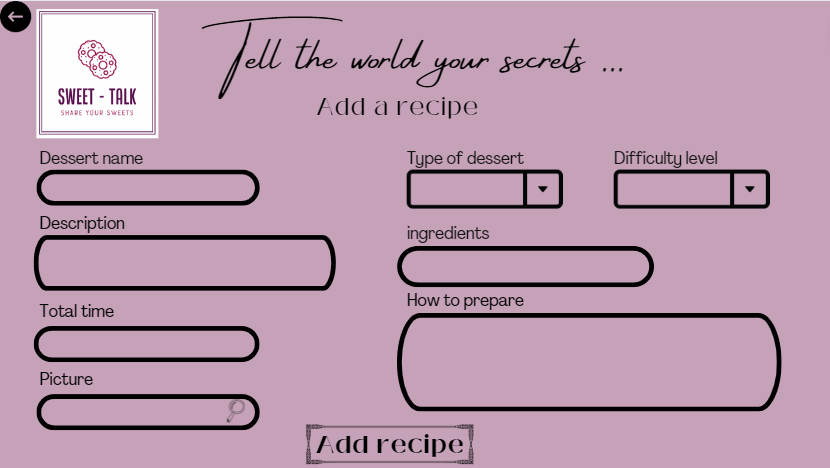 Tell the world your secrets ...
SWEET - TALK
SHARE YOUR SWEETS
Add a recipe
Dessert name
Type of dessert
Difficulty level
Description
ingredients
Total time
How to prepare
Picture
Add recipe